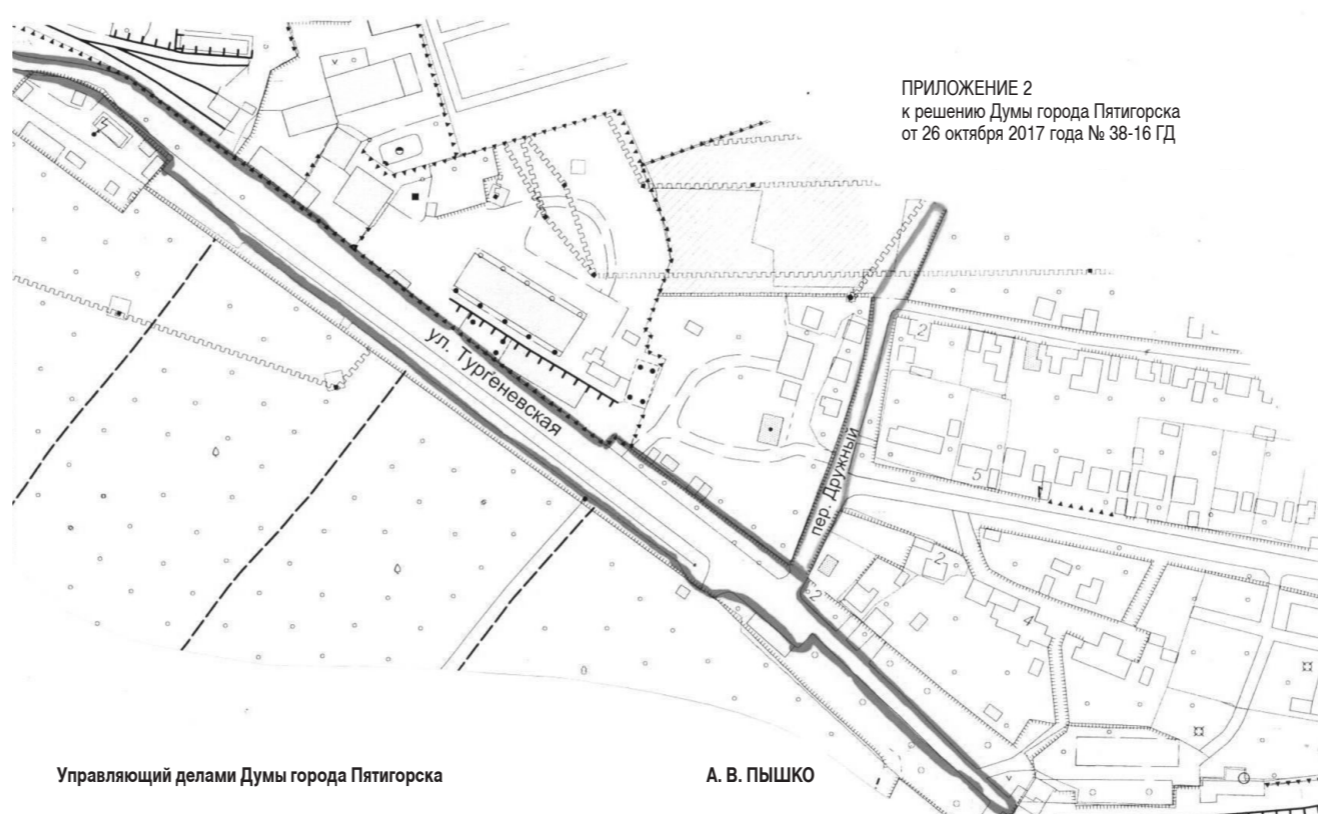 ПРИЛОЖЕНИЕ 2
к решению Думы города Пятигорска
от 26 октября 2017 года № 38-16 ГД
ул. Тургеневская
пер. Дружный
2
5
2
2
4
Управляющий делами Думы города Пятигорска
А. В. ПЫШКО